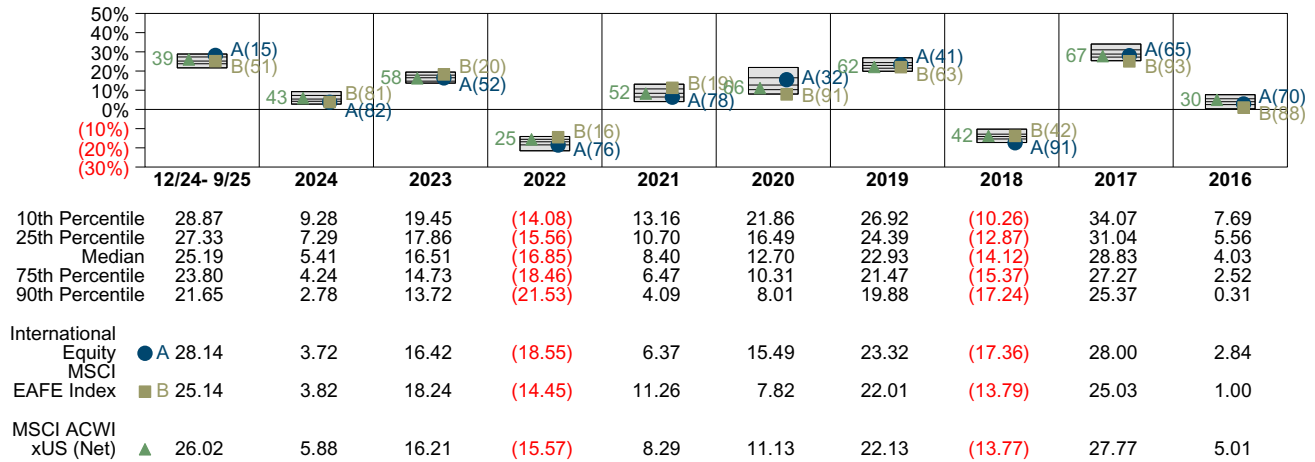 50%
40%
30%
20%
10%
0%
(10%)
(20%)
(30%)
39 A(15) B(51)
43 B(81) A(82)
58 B(20) A(52)
25 B(16) A(76)
52 B(19) A(78)
66 A(32) B(91)
62 A(41) B(63)
42 B(42) A(91)
67 A(65) B(93)
30 A(70) B(88)
12/24- 9/25 2024 2023 2022 2021 2020 2019 2018 2017 2016
10th Percentile 28.87 9.28 19.45 (14.08) 13.16 21.86 26.92 (10.26) 34.07 7.69
25th Percentile 27.33 7.29 17.86 (15.56) 10.70 16.49 24.39 (12.87) 31.04 5.56
Median 25.19 5.41 16.51 (16.85) 8.40 12.70 22.93 (14.12) 28.83 4.03
75th Percentile 23.80 4.24 14.73 (18.46) 6.47 10.31 21.47 (15.37) 27.27 2.52
90th Percentile 21.65 2.78 13.72 (21.53) 4.09 8.01 19.88 (17.24) 25.37 0.31
International
Equity A 28.14 3.72 16.42 (18.55) 6.37 15.49 23.32 (17.36) 28.00 2.84
MSCI
EAFE Index B 25.14 3.82 18.24 (14.45) 11.26 7.82 22.01 (13.79) 25.03 1.00
MSCI ACWI
xUS (Net) 26.02 5.88 16.21 (15.57) 8.29 11.13 22.13 (13.77) 27.77 5.01